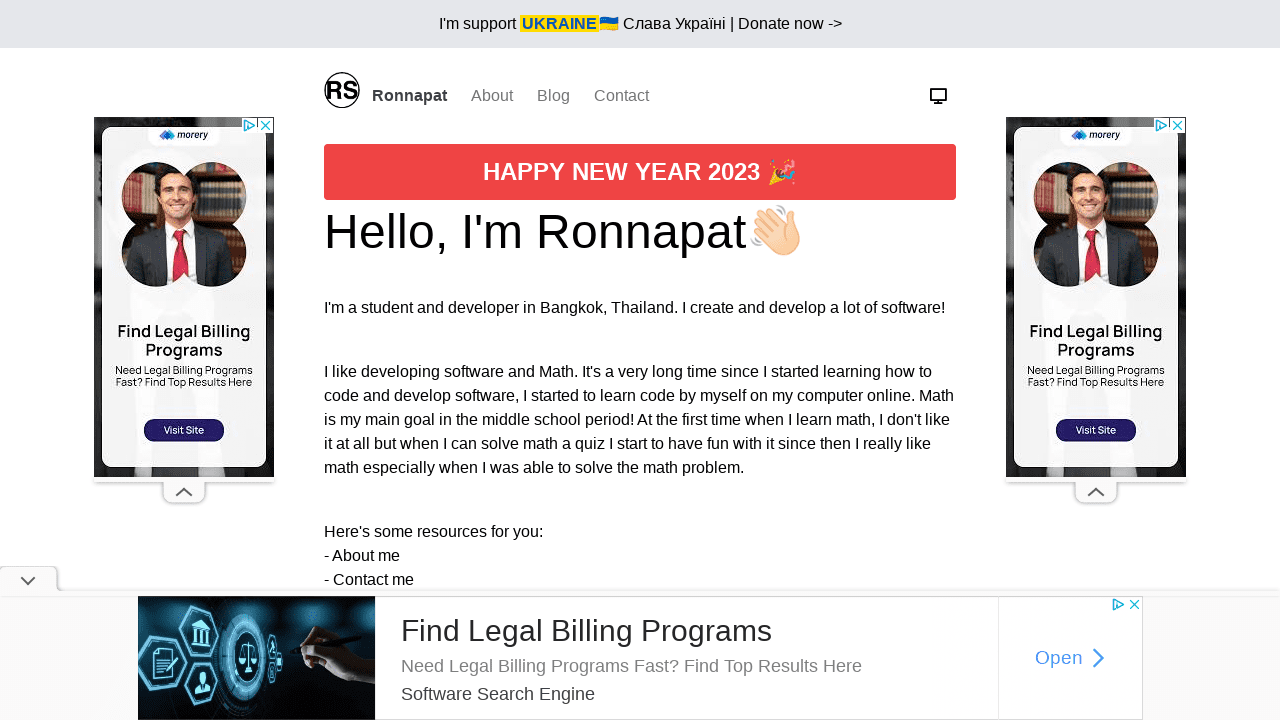 I'm support UKRAINE🇺🇦 Слава Україні | Donate now ->
RS
Ronnapat
About
Blog
Contact
HAPPY NEW YEAR 2023 🎉
Hello, I'm Ronnapat👋🏻
I'm a student and developer in Bangkok, Thailand. I create and develop a lot of software!
I like developing software and Math. It's a very long time since I started learning how to
code and develop software, I started to learn code by myself on my computer online. Math
is my main goal in the middle school period! At the first time when I learn math, I don't like
it at all but when I can solve math a quiz I start to have fun with it since then I really like
math especially when I was able to solve the math problem.
Here's some resources for you:
- About me
- Contact me
morery
Find Legal Billing
Programs
Need Legal Billing Programs
Fast? Find Top Results Here
Visit Site
morery
Find Legal Billing
Programs
Need Legal Billing Programs
Fast? Find Top Results Here
Visit Site
Find Legal Billing Programs
Need Legal Billing Programs Fast? Find Top Results Here
Software Search Engine
Open